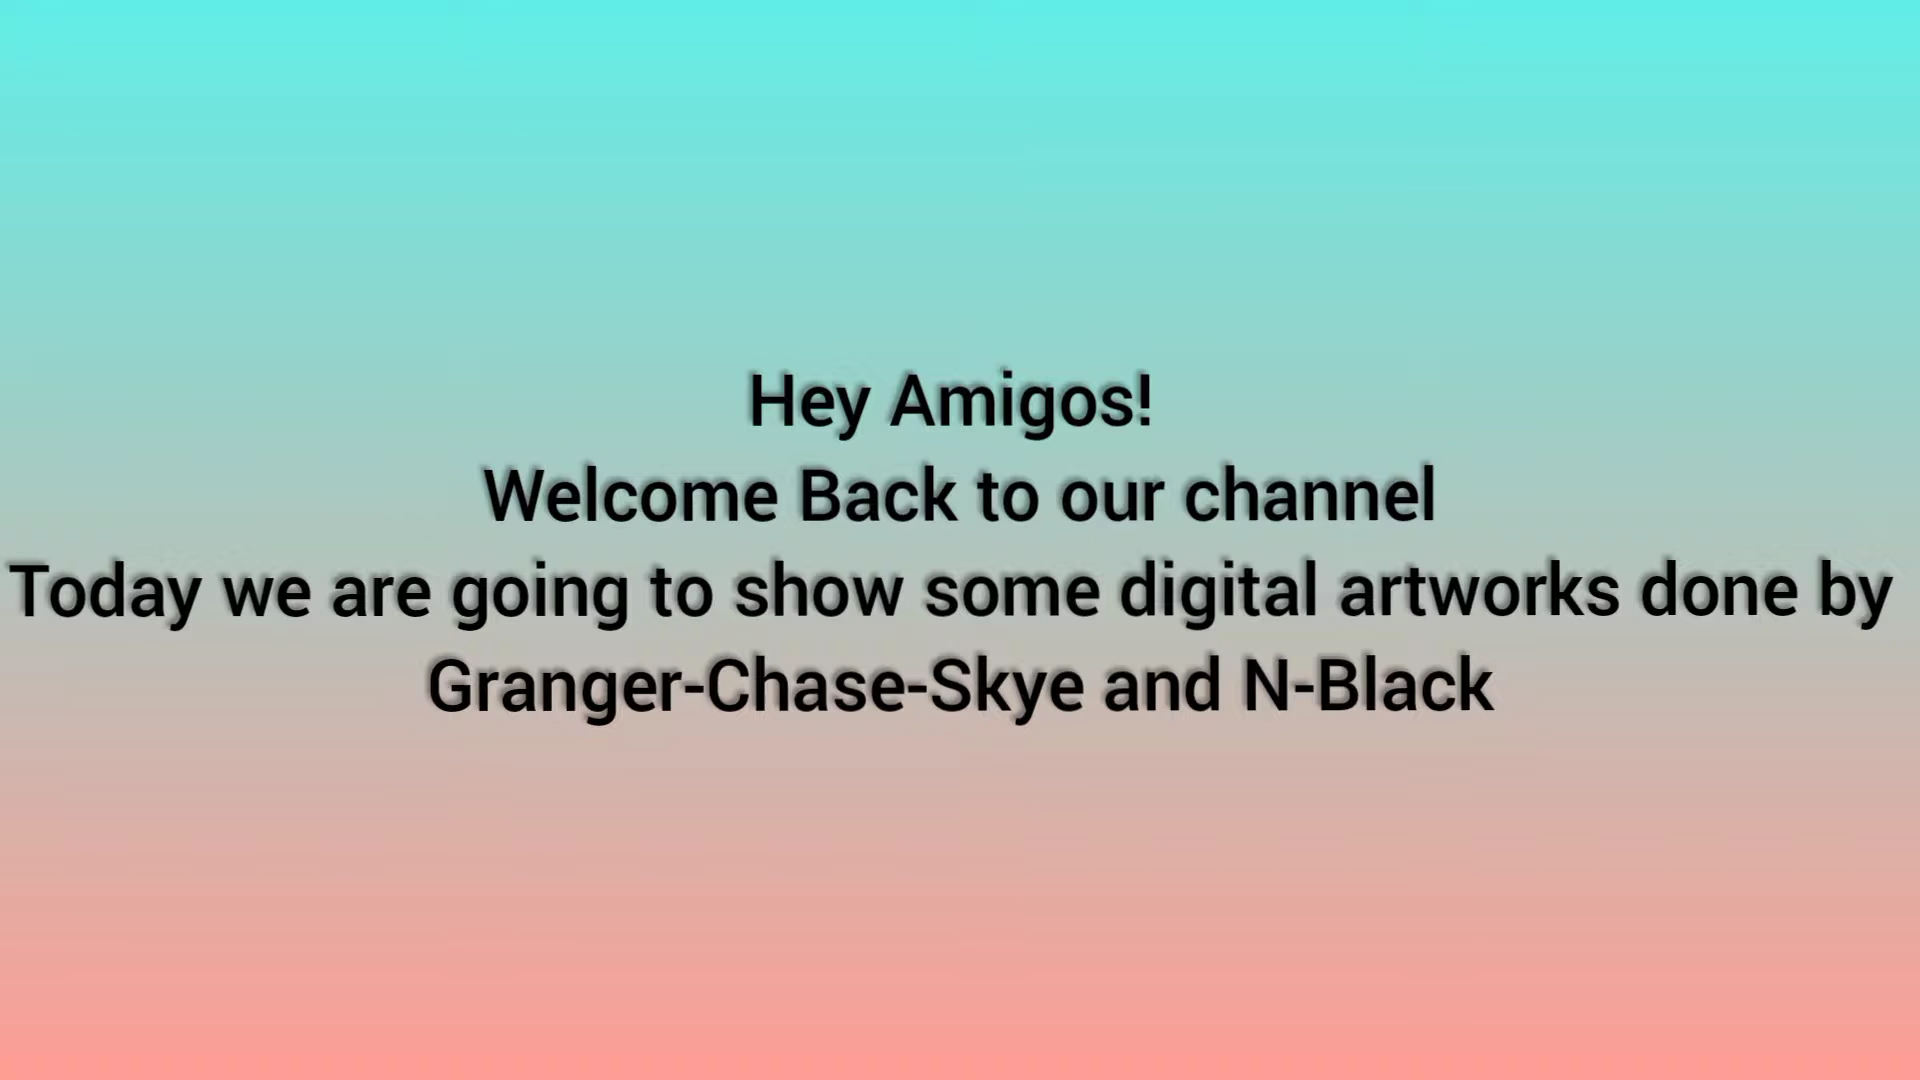 Hey Amigos!
Welcome Back to our channel
Today we are going to show some digital artworks done by
Granger-Chase-Skye and N-Black